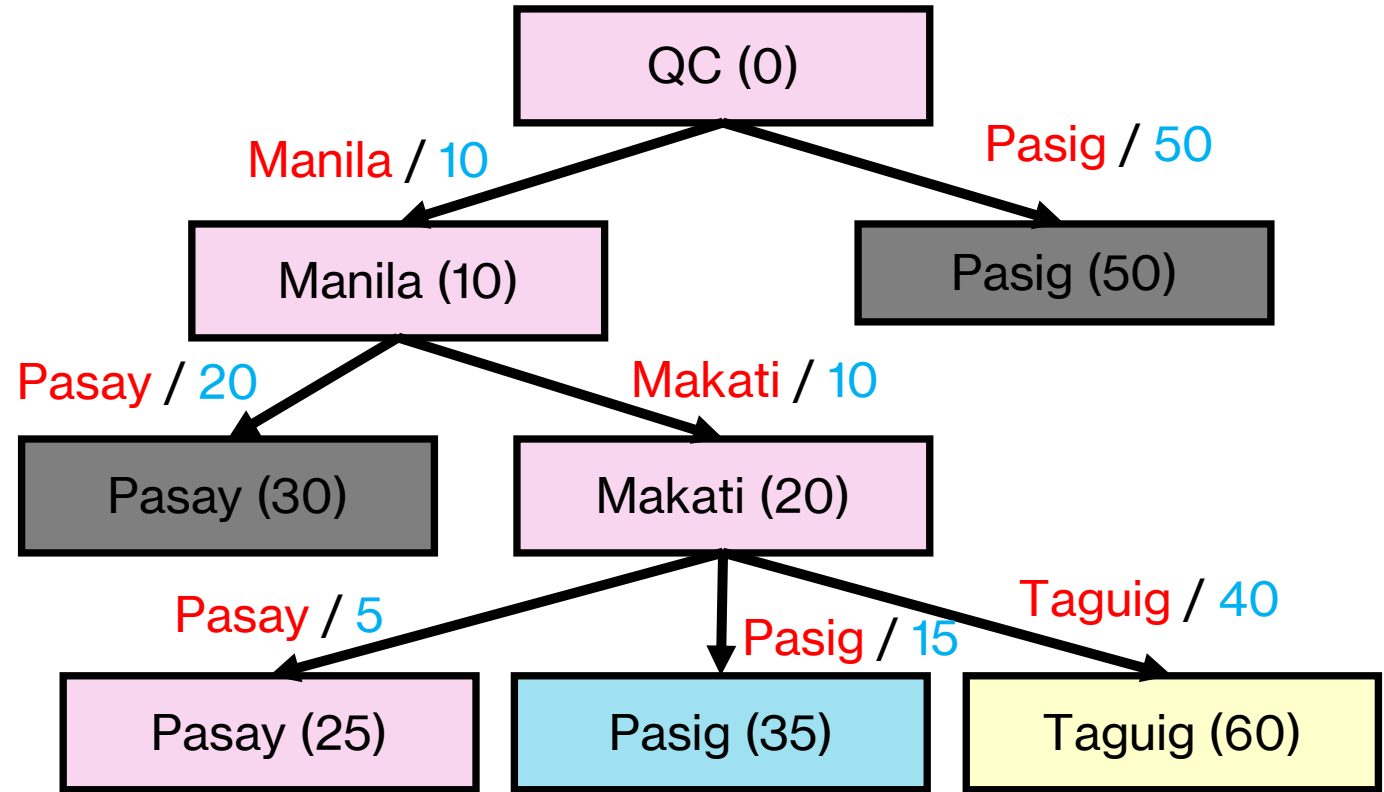 QC (0)
Manila / 10
Pasig / 50
Manila (10)
Pasig (50)
Pasay / 20
Makati / 10
Pasay (30)
Makati (20)
Pasay / 5
Pasig / 15
Taguig / 40
Pasay (25)
Pasig (35)
Taguig (60)